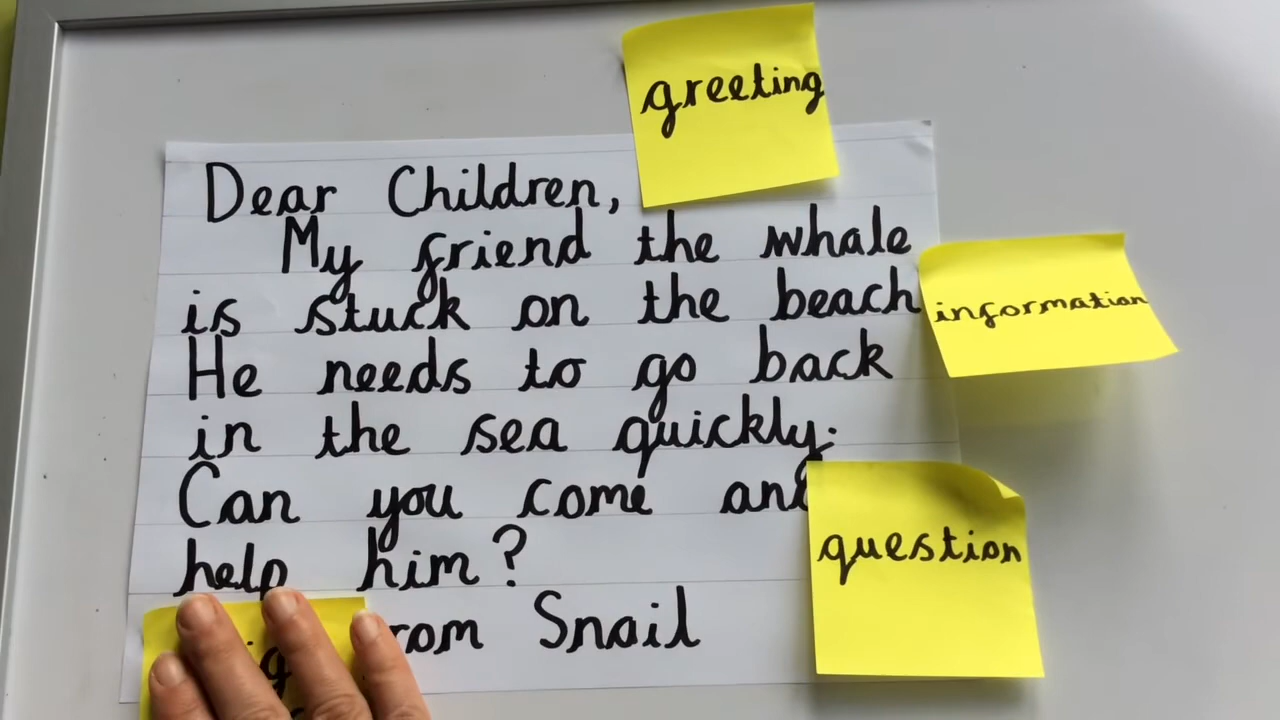 greeting
Dear Children,
My friend the whale
is stuck on the beach
information
He needs to go back
in the sea quickly.
Can you come and
question
help him?
rom Snail